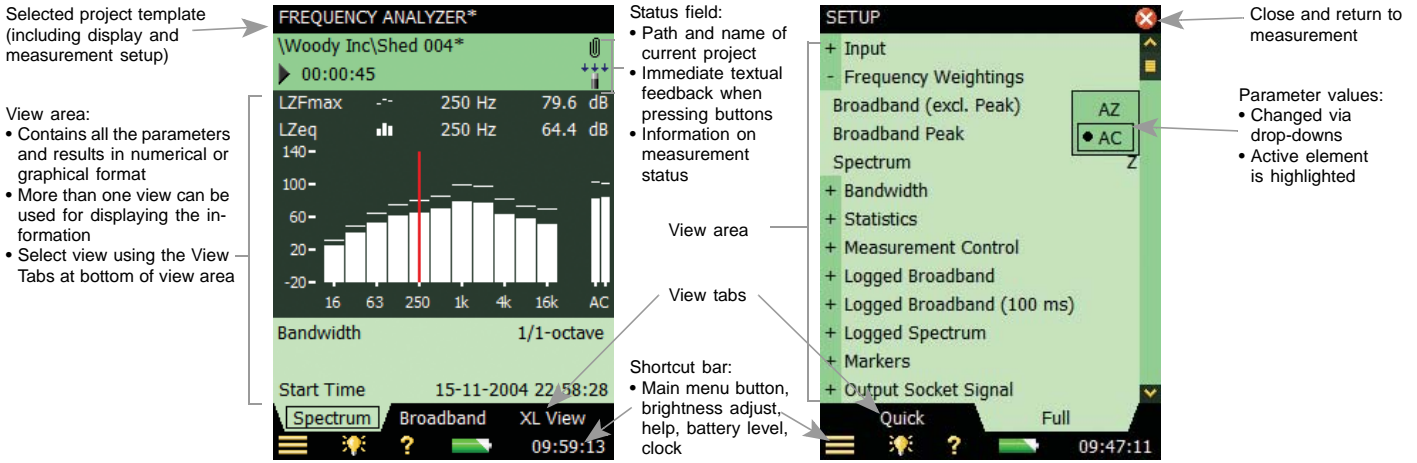 Selected project template
(including display and
measurement setup)
View area:
• Contains all the parameters
and results in numerical or
graphical format
• More than one view can be
used for displaying the in-
formation
• Select view using the View
Tabs at bottom of view area
FREQUENCY ANALYZER*
\Woody Inc\Shed 004*
00:00:45
LZFmax 250 Hz 79.6 dB
LZeq 250 Hz 64.4 dB
140
100
60
20
-20
16 63 250 1k 4k 16k AC
Bandwidth 1/1-octave
Start Time 15-11-2004 22:58:28
Spectrum Broadband XL View
? 09:59:13
Status field:
• Path and name of
current project
• Immediate textual
feedback when
pressing buttons
• Information on
measurement
status
View area
View tabs
Shortcut bar:
• Main menu button,
brightness adjust,
help, battery level,
clock
SETUP
+ Input
- Frequency Weightings
Broadband (excl. Peak) AZ
Broadband Peak AC
Spectrum Z
+ Bandwidth
+ Statistics
+ Measurement Control
+ Logged Broadband
+ Logged Broadband (100 ms)
+ Logged Spectrum
+ Markers
+ Output Socket Signal
Quick Full
? 09:47:11
Close and return to
measurement
Parameter values:
• Changed via
drop-downs
• Active element
is highlighted